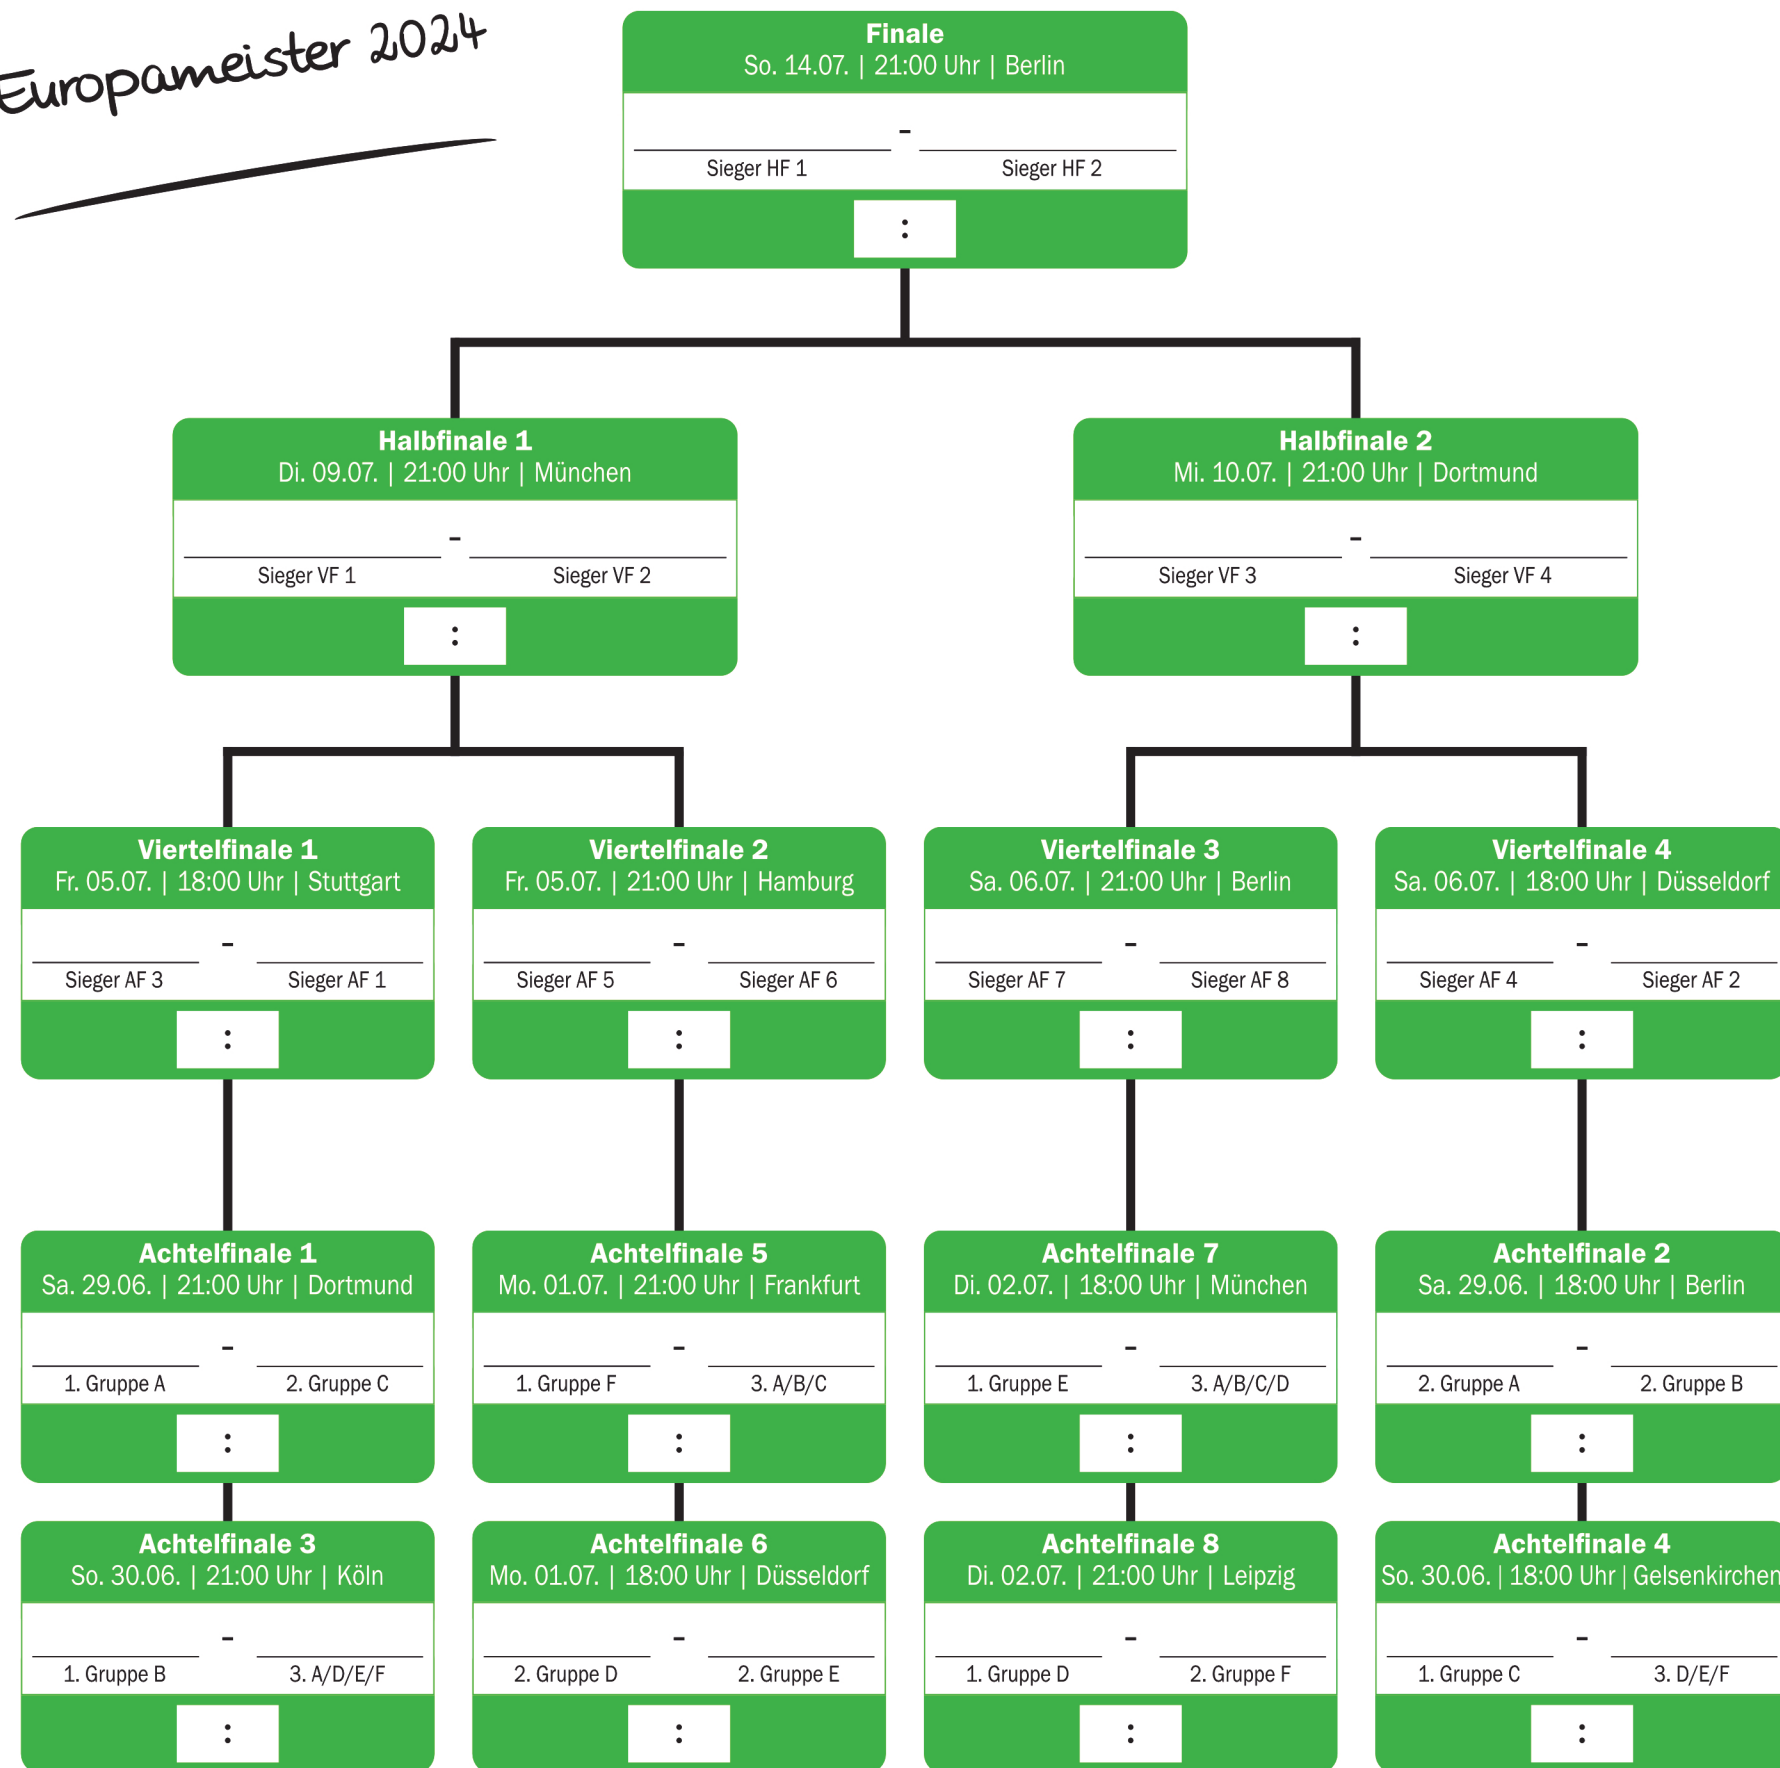 Europameister 2024
Finale
So. 14.07. | 21:00 Uhr | Berlin
-
Sieger HF 1 Sieger HF 2
:
Halbfinale 1
Di. 09.07. | 21:00 Uhr | München
-
Sieger VF 1 Sieger VF 2
:
Halbfinale 2
Mi. 10.07. | 21:00 Uhr | Dortmund
-
Sieger VF 3 Sieger VF 4
:
Viertelfinale 1
Fr. 05.07. | 18:00 Uhr | Stuttgart
-
Sieger AF 3 Sieger AF 1
:
Viertelfinale 2
Fr. 05.07. | 21:00 Uhr | Hamburg
-
Sieger AF 5 Sieger AF 6
:
Viertelfinale 3
Sa. 06.07. | 21:00 Uhr | Berlin
-
Sieger AF 7 Sieger AF 8
:
Viertelfinale 4
Sa. 06.07. | 18:00 Uhr | Düsseldorf
-
Sieger AF 4 Sieger AF 2
:
Achtelfinale 1
Sa. 29.06. | 21:00 Uhr | Dortmund
-
1. Gruppe A 2. Gruppe C
:
Achtelfinale 5
Mo. 01.07. | 21:00 Uhr | Frankfurt
-
1. Gruppe F 3. A/B/C
:
Achtelfinale 7
Di. 02.07. | 18:00 Uhr | München
-
1. Gruppe E 3. A/B/C/D
:
Achtelfinale 2
Sa. 29.06. | 18:00 Uhr | Berlin
-
2. Gruppe A 2. Gruppe B
:
Achtelfinale 3
So. 30.06. | 21:00 Uhr | Köln
-
1. Gruppe B 3. A/D/E/F
:
Achtelfinale 6
Mo. 01.07. | 18:00 Uhr | Düsseldorf
-
2. Gruppe D 2. Gruppe E
:
Achtelfinale 8
Di. 02.07. | 21:00 Uhr | Leipzig
-
1. Gruppe D 2. Gruppe F
:
Achtelfinale 4
So. 30.06. | 18:00 Uhr | Gelsenkirchen
-
1. Gruppe C 3. D/E/F
: